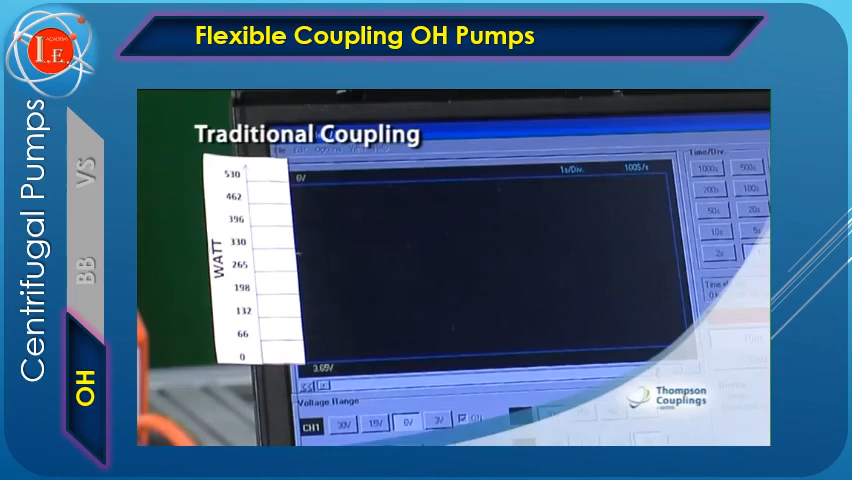 Flexible Coupling OH Pumps
I.E.
ACADEMY
Centrifugal Pumps
VS
BB
OH
Traditional Coupling
WATT
530
462
396
330
265
198
132
66
0
6V
1s/Div.
100S/s
3.65V
Time/Div.
1000s
500s
200s
100s
50s
20s
10s
5s
2s
Voltage Range
CH1
30V
15V
6V
3V
ON
Thompson
Couplings